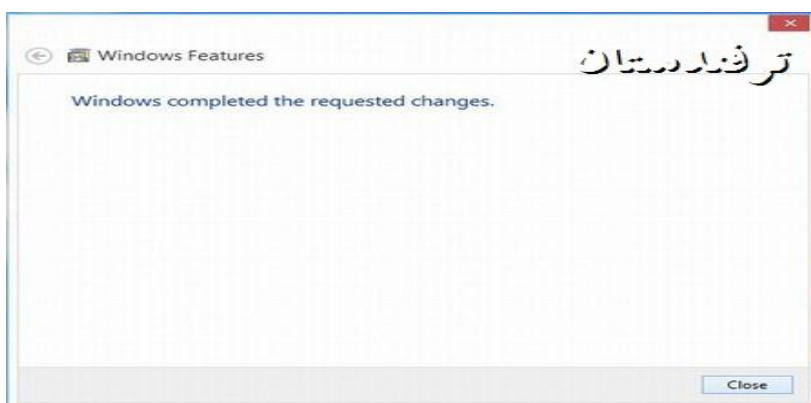 Windows Features
ترفندستان
Windows completed the requested changes.
Close